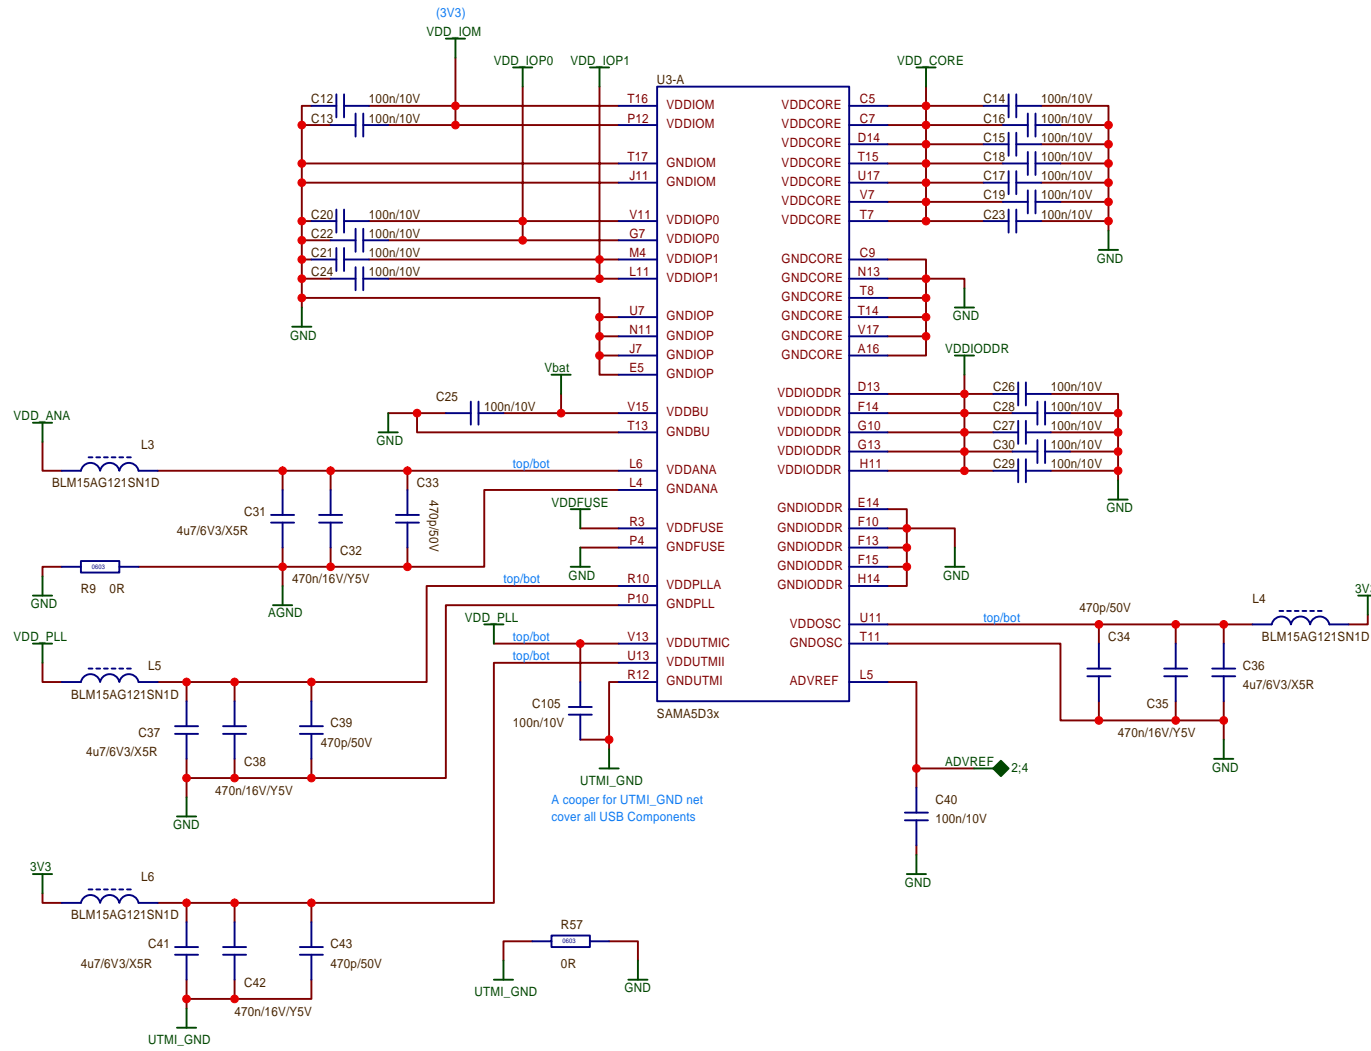 (3V3)
VDD_IOM
VDD_IOP0
VDD_IOP1
VDD_CORE
U3-A
C12 100n/10V
T16 VDDIOM
C13 100n/10V
P12 VDDIOM
T17 GNDIOM
J11 GNDIOM
C20 100n/10V
V11 VDDIOP0
C22 100n/10V
G7 VDDIOP0
C21 100n/10V
M4 VDDIOP1
C24 100n/10V
L11 VDDIOP1
GND
U7 GNDIOP
N11 GNDIOP
J7 GNDIOP
E5 GNDIOP
Vbat
C25 100n/10V
V15 VDDBU
GND
T13 GNDBU
VDD_ANA
L3
BLM15AG121SN1D
top/bot
L6 VDDANA
L4 GNDANA
C31
4u7/6V3/X5R
C32
470n/16V/Y5V
C33
470p/50V
VDDFUSE
R3 VDDFUSE
P4 GNDFUSE
GND
0603
R9 0R
GND
AGND
top/bot
R10 VDDPLLA
P10 GNDPLL
VDD_PLL
L5
BLM15AG121SN1D
VDD_PLL
top/bot
V13 VDDUTMIC
top/bot
U13 VDDUTMII
R12 GNDUTMI
C37
4u7/6V3/X5R
C38
470n/16V/Y5V
C39
470p/50V
GND
C105
100n/10V
UTMI_GND
A cooper for UTMI_GND net
cover all USB Components
SAMA5D3x
VDDCORE C5
C14 100n/10V
VDDCORE C7
C16 100n/10V
VDDCORE D14
C15 100n/10V
VDDCORE T15
C18 100n/10V
VDDCORE U17
C17 100n/10V
VDDCORE V7
C19 100n/10V
VDDCORE T7
C23 100n/10V
GND
GNDCORE C9
GNDCORE N13
GNDCORE T8
GNDCORE T14
GNDCORE V17
GNDCORE A16
GND
VDDIODDR
VDDIODDR D13
C26 100n/10V
VDDIODDR F14
C28 100n/10V
VDDIODDR G10
C27 100n/10V
VDDIODDR G13
C30 100n/10V
VDDIODDR H11
C29 100n/10V
GND
GNDIODDR E14
GNDIODDR F10
GNDIODDR F13
GNDIODDR F15
GNDIODDR H14
GND
VDDOSC U11
top/bot
GNDOSC T11
470p/50V
C34
C35
470n/16V/Y5V
C36
4u7/6V3/X5R
L4
BLM15AG121SN1D
GND
ADVREF L5
ADVREF 2;4
C40
100n/10V
GND
3V3
L6
BLM15AG121SN1D
C41
4u7/6V3/X5R
C42
470n/16V/Y5V
C43
470p/50V
UTMI_GND
R57
0603
0R
UTMI_GND
GND